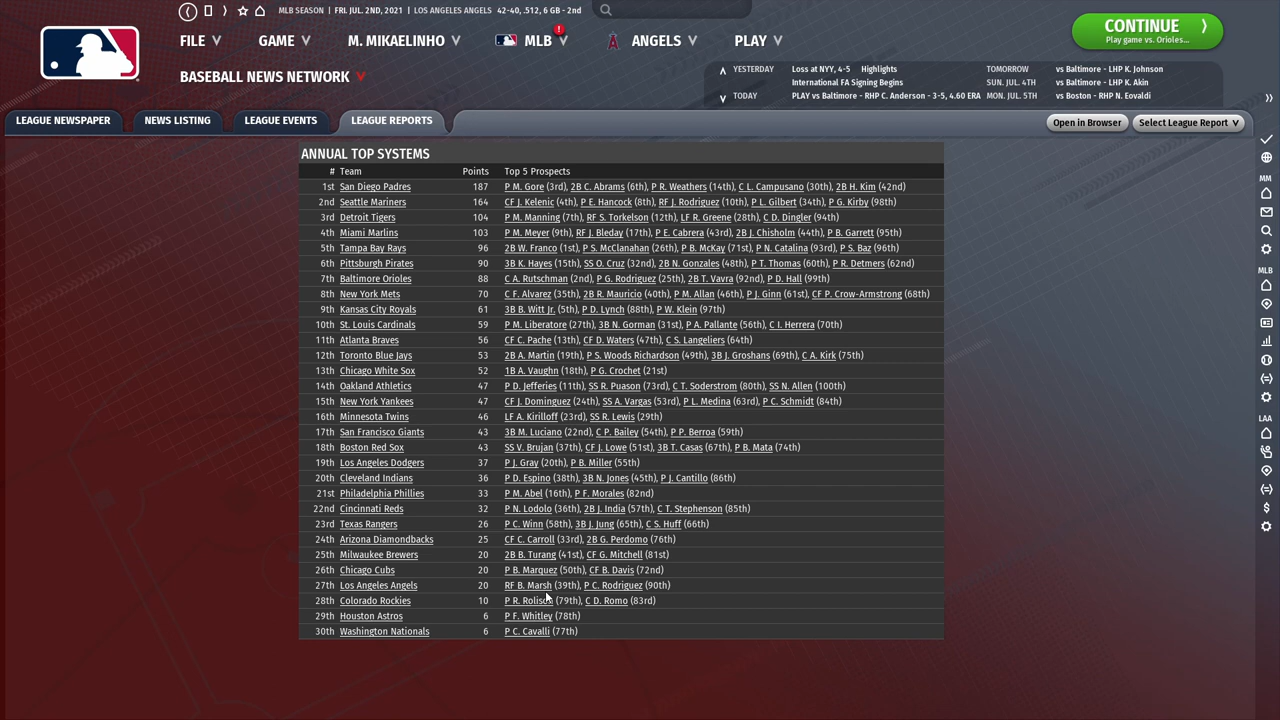 MLB SEASON | FRI. JUL. 2ND, 2021 | LOS ANGELES ANGELS 42-40, .512, 6 GB - 2nd
FILE GAME M. MIKAELINHO MLB ANGELS PLAY
CONTINUE
Play game vs. Orioles...
BASEBALL NEWS NETWORK
YESTERDAY Loss at NYY, 4-5 Highlights TOMORROW vs Baltimore - LHP K. Johnson
International FA Signing Begins SUN. JUL. 4TH vs Baltimore - LHP K. Akin
TODAY PLAY vs Baltimore - RHP C. Anderson - 3-5, 4.60 ERA MON. JUL. 5TH vs Boston - RHP N. Eovaldi
LEAGUE NEWSPAPER NEWS LISTING LEAGUE EVENTS LEAGUE REPORTS Open in Browser Select League Report
ANNUAL TOP SYSTEMS
# Team Points Top 5 Prospects
1st San Diego Padres 187 P M. Gore (3rd), 2B C. Abrams (6th), P R. Weathers (14th), C L. Campusano (30th), 2B H. Kim (42nd)
2nd Seattle Mariners 164 CF J. Kelenic (4th), P E. Hancock (8th), RF J. Rodriguez (10th), P L. Gilbert (34th), P G. Kirby (98th)
3rd Detroit Tigers 104 P M. Manning (7th), RF S. Torkelson (12th), LF R. Greene (28th), C D. Dingler (94th)
4th Miami Marlins 103 P M. Meyer (9th), RF J. Bleday (17th), P E. Cabrera (43rd), 2B J. Chisholm (44th), P B. Garrett (95th)
5th Tampa Bay Rays 96 2B W. Franco (1st), P S. McClanahan (26th), P B. McKay (71st), P N. Catalina (93rd), P S. Baz (96th)
6th Pittsburgh Pirates 90 3B K. Hayes (15th), SS O. Cruz (32nd), 2B N. Gonzales (48th), P T. Thomas (60th), P R. Detmers (62nd)
7th Baltimore Orioles 88 C A. Rutschman (2nd), P G. Rodriguez (25th), 2B T. Vavra (92nd), P D. Hall (99th)
8th New York Mets 70 C F. Alvarez (35th), 2B R. Mauricio (40th), P M. Allan (46th), P J. Ginn (61st), CF P. Crow-Armstrong (68th)
9th Kansas City Royals 61 3B B. Witt Jr. (5th), P D. Lynch (88th), P W. Klein (97th)
10th St. Louis Cardinals 59 P M. Liberatore (27th), 3B N. Gorman (31st), P A. Pallante (56th), C I. Herrera (70th)
11th Atlanta Braves 56 CF C. Pache (13th), CF D. Waters (47th), C S. Langeliers (64th)
12th Toronto Blue Jays 53 2B A. Martin (19th), P S. Woods Richardson (49th), 3B J. Groshans (69th), C A. Kirk (75th)
13th Chicago White Sox 52 1B A. Vaughn (18th), P G. Crochet (21st)
14th Oakland Athletics 47 P D. Jefferies (11th), SS R. Puason (73rd), C T. Soderstrom (80th), SS N. Allen (100th)
15th New York Yankees 47 CF J. Dominguez (24th), SS A. Vargas (53rd), P L. Medina (63rd), P C. Schmidt (84th)
16th Minnesota Twins 46 LF A. Kirilloff (23rd), SS R. Lewis (29th)
17th San Francisco Giants 43 3B M. Luciano (22nd), C P. Bailey (54th), P P. Berroa (59th)
18th Boston Red Sox 43 SS V. Brujan (37th), CF J. Lowe (51st), 3B T. Casas (67th), P B. Mata (74th)
19th Los Angeles Dodgers 37 P J. Gray (20th), P B. Miller (55th)
20th Cleveland Indians 36 P D. Espino (38th), 3B N. Jones (45th), P J. Cantillo (86th)
21st Philadelphia Phillies 33 P M. Abel (16th), P F. Morales (82nd)
22nd Cincinnati Reds 32 P N. Lodolo (36th), 2B J. India (57th), C T. Stephenson (85th)
23rd Texas Rangers 26 P C. Winn (58th), 3B J. Jung (65th), C S. Huff (66th)
24th Arizona Diamondbacks 25 CF C. Carroll (33rd), 2B G. Perdomo (76th)
25th Milwaukee Brewers 20 2B B. Turang (41st), CF G. Mitchell (81st)
26th Chicago Cubs 20 P B. Marquez (50th), CF B. Davis (72nd)
27th Los Angeles Angels 20 RF B. Marsh (39th), P C. Rodriguez (90th)
28th Colorado Rockies 10 P R. Rolison (79th), C D. Romo (83rd)
29th Houston Astros 6 P F. Whitley (78th)
30th Washington Nationals 6 P C. Cavalli (77th)
MM
MLB
LAA